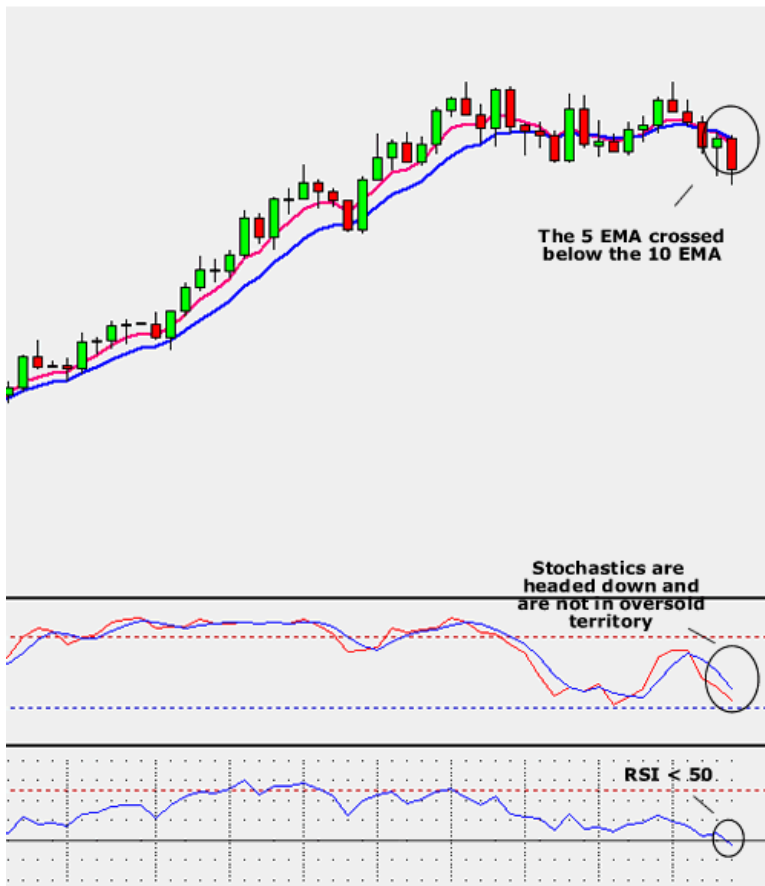 The 5 EMA crossed
below the 10 EMA
Stochastics are
headed down and
are not in oversold
territory
RSI < 50